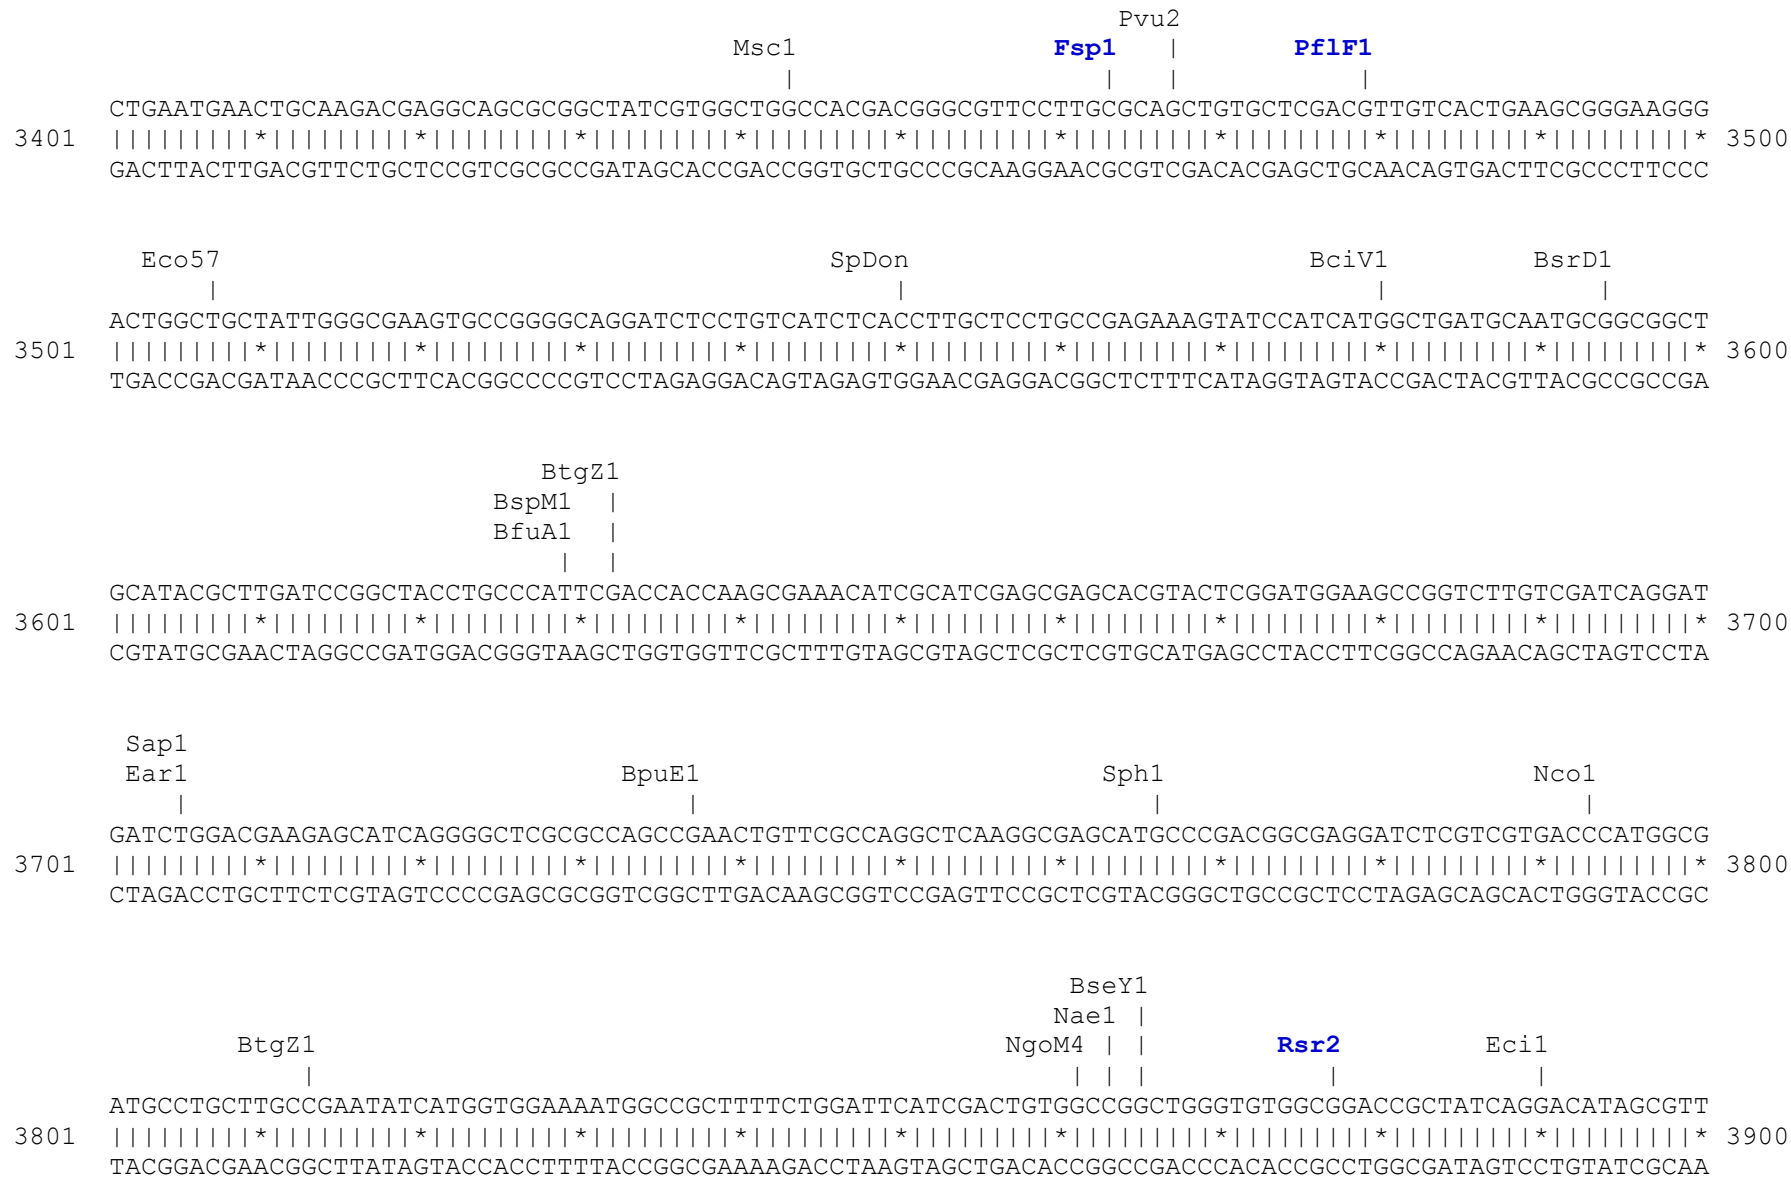 Pvu2
Msc1 Fsp1 | PflF1
| | | |
CTGAATGAACTGCAAGACGAGGCAGCGCGGCTATCGTGGCTGGCCACGACGGGCGTTCCTTGCGCAGCTGTGCTCGACGTTGTCACTGAAGCGGGAAGGG
3401 |||||||||*|||||||||*|||||||||*|||||||||*|||||||||*|||||||||*|||||||||*|||||||||*|||||||||*|||||||||* 3500
GACTTACTTGACGTTCTGCTCCGTCGCGCCGATAGCACCGACCGGTGCTGCCCGCAAGGAACGCGTCGACACGAGCTGCAACAGTGACTTCGCCCTTCCC
Eco57 SpDon BciV1 BsrD1
| | | |
ACTGGCTGCTATTGGGCGAAGTGCCGGGGCAGGATCTCCTGTCATCTCACCTTGCTCCTGCCGAGAAAGTATCCATCATGGCTGATGCAATGCGGCGGCT
3501 |||||||||*|||||||||*|||||||||*|||||||||*|||||||||*|||||||||*|||||||||*|||||||||*|||||||||*|||||||||* 3600
TGACCGACGATAACCCGCTTCACGGCCCCGTCCTAGAGGACAGTAGAGTGGAACGAGGACGGCTCTTTCATAGGTAGTACCGACTACGTTACGCCGCCGA
BtgZ1
BspM1 |
BfuA1 |
| |
GCATACGCTTGATCCGGCTACCTGCCCATTCGACCACCAAGCGAAACATCGCATCGAGCGAGCACGTACTCGGATGGAAGCCGGTCTTGTCGATCAGGAT
3601 |||||||||*|||||||||*|||||||||*|||||||||*|||||||||*|||||||||*|||||||||*|||||||||*|||||||||*|||||||||* 3700
CGTATGCGAACTAGGCCGATGGACGGGTAAGCTGGTGGTTCGCTTTGTAGCGTAGCTCGCTCGTGCATGAGCCTACCTTCGGCCAGAACAGCTAGTCCTA
Sap1
Ear1 BpuE1 Sph1 Nco1
| | | |
GATCTGGACGAAGAGCATCAGGGGCTCGCGCCAGCCGAACTGTTCGCCAGGCTCAAGGCGAGCATGCCCGACGGCGAGGATCTCGTCGTGACCCATGGCG
3701 |||||||||*|||||||||*|||||||||*|||||||||*|||||||||*|||||||||*|||||||||*|||||||||*|||||||||*|||||||||* 3800
CTAGACCTGCTTCTCGTAGTCCCCGAGCGCGGTCGGCTTGACAAGCGGTCCGAGTTCCGCTCGTACGGGCTGCCGCTCCTAGAGCAGCACTGGGTACCGC
BseY1
Nae1 |
BtgZ1 NgoM4 | | Rsr2 Eci1
| | | | | |
ATGCCTGCTTGCCGAATATCATGGTGGAAAATGGCCGCTTTTCTGGATTCATCGACTGTGGCCGGCTGGGTGTGGCGGACCGCTATCAGGACATAGCGTT
3801 |||||||||*|||||||||*|||||||||*|||||||||*|||||||||*|||||||||*|||||||||*|||||||||*|||||||||*|||||||||* 3900
TACGGACGAACGGCTTATAGTACCACCTTTTACCGGCGAAAAGACCTAAGTAGCTGACACCGGCCGACCCACACCGCCTGGCGATAGTCCTGTATCGCAA